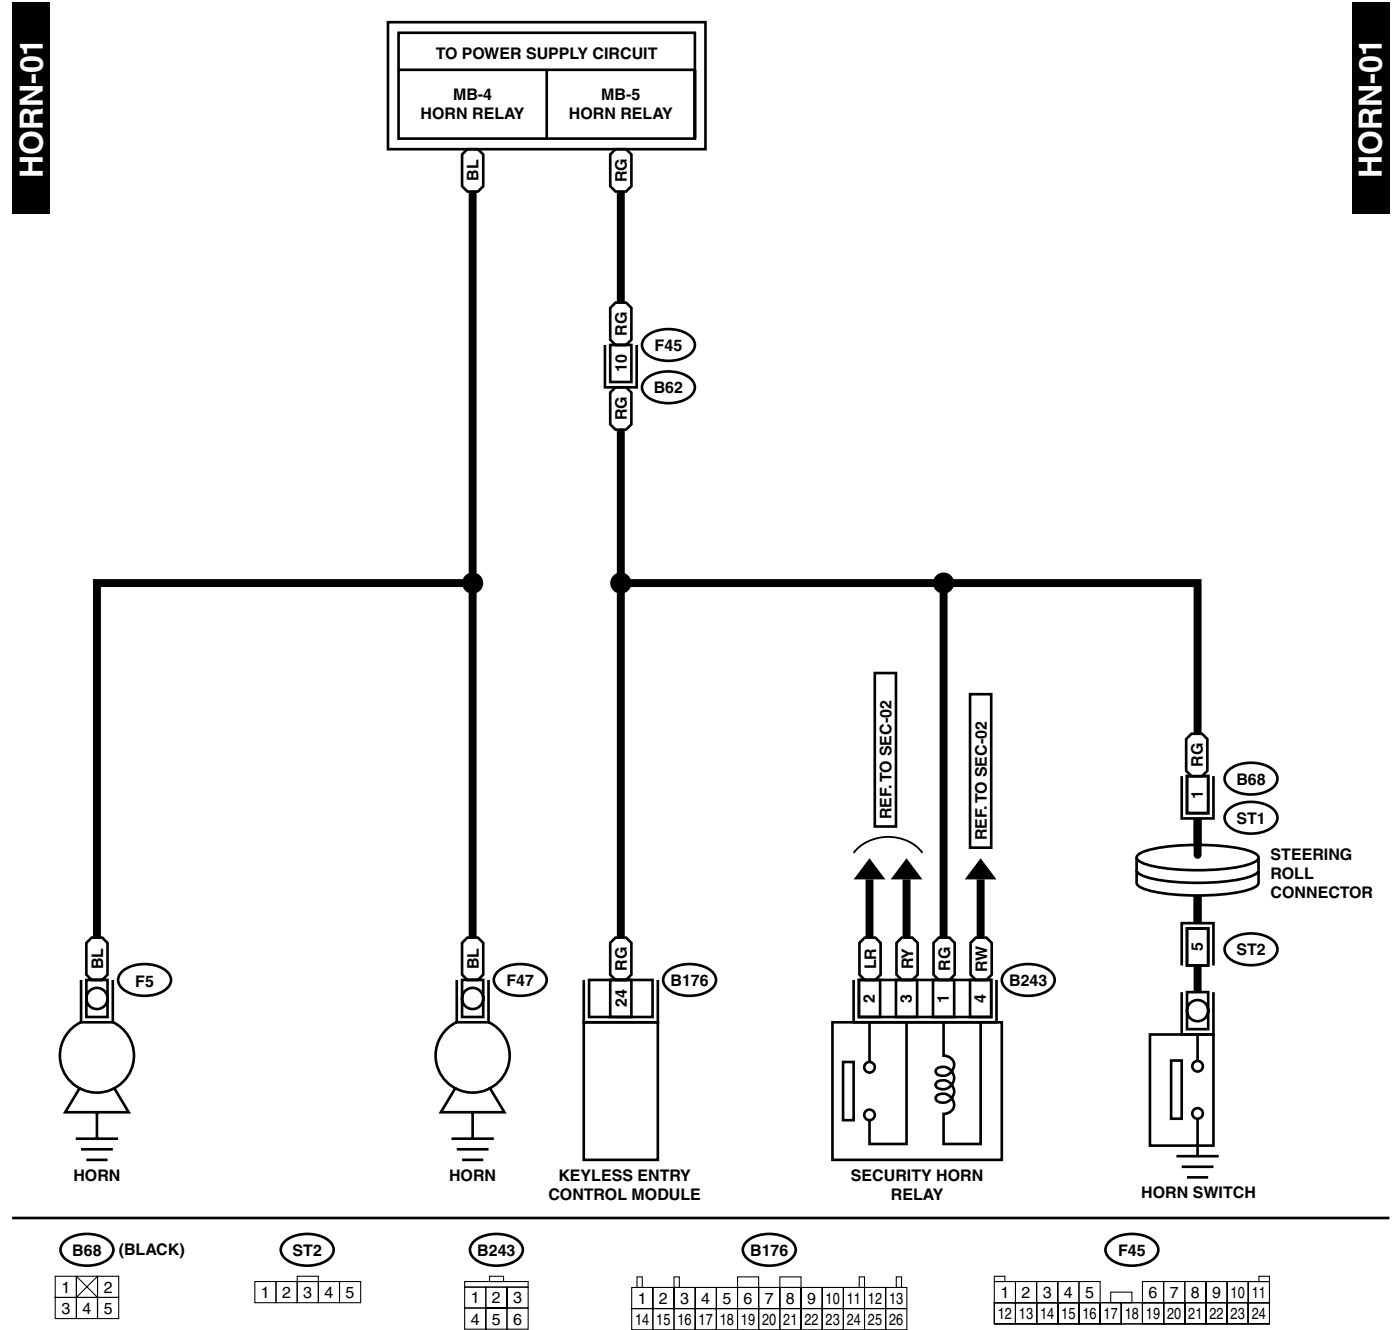 HORN-01
HORN-01
TO POWER SUPPLY CIRCUIT
MB-4
HORN RELAY
MB-5
HORN RELAY
BL
RG
RG
F45
10
B62
RG
REF. TO SEC-02
REF. TO SEC-02
RG
B68
1
ST1
STEERING
ROLL
CONNECTOR
5
ST2
BL
F5
BL
F47
RG
B176
24
LR
RY
RG
RW
B243
2
3
1
4
HORN
HORN
KEYLESS ENTRY
CONTROL MODULE
SECURITY HORN
RELAY
HORN SWITCH
B68 (BLACK)
1 2
3 4 5
ST2
1 2 3 4 5
B243
1 2 3
4 5 6
B176
1 2 3 4 5 6 7 8 9 10 11 12 13
14 15 16 17 18 19 20 21 22 23 24 25 26
F45
1 2 3 4 5 6 7 8 9 10 11
12 13 14 15 16 17 18 19 20 21 22 23 24